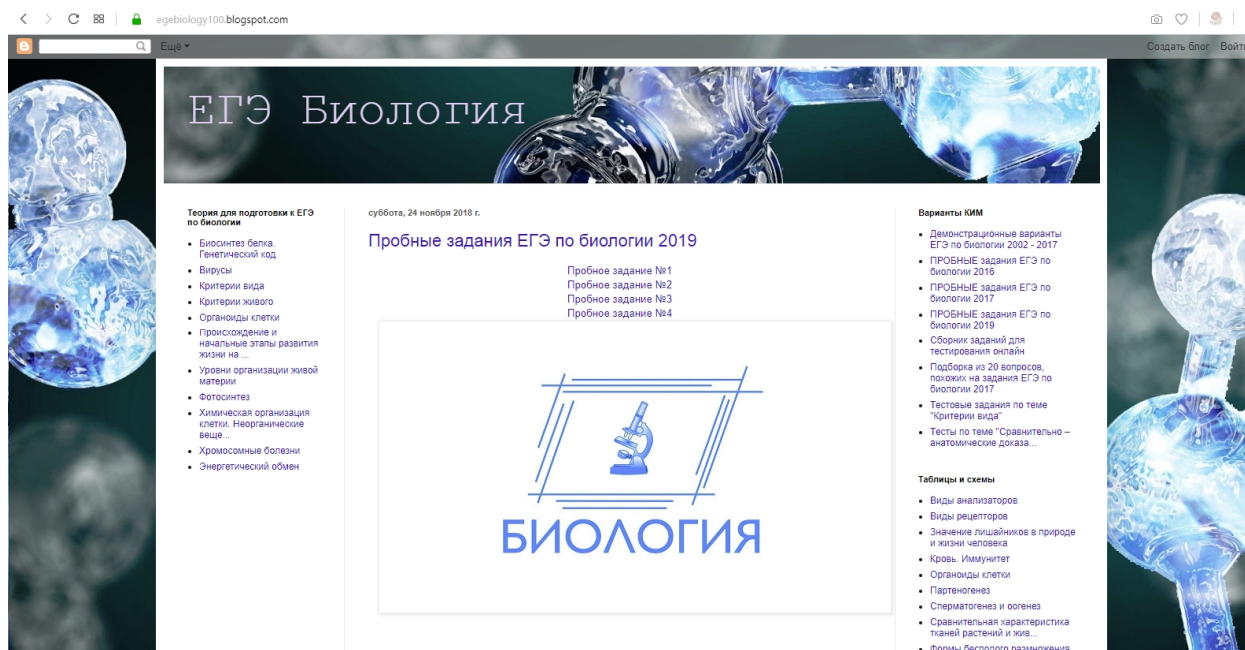 egebiology100.blogspot.com
Ещё
Создать блог Войти
ЕГЭ Биология
Теория для подготовки к ЕГЭ
по биологии
Биосинтез белка.
Генетический код
Вирусы
Критерии вида
Критерии живого
Органоиды клетки
Происхождение и
начальные этапы развития
жизни на ...
Уровни организации живой
материи
Фотосинтез
Химическая организация
клетки. Неорганические
веще...
Хромосомные болезни
Энергетический обмен
суббота, 24 ноября 2018 г.
Пробные задания ЕГЭ по биологии 2019
Пробное задание №1
Пробное задание №2
Пробное задание №3
Пробное задание №4
БИОЛОГИЯ
Варианты КИМ
Демонстрационные варианты
ЕГЭ по биологии 2002 - 2017
ПРОБНЫЕ задания ЕГЭ по
биологии 2016
ПРОБНЫЕ задания ЕГЭ по
биологии 2017
ПРОБНЫЕ задания ЕГЭ по
биологии 2019
Сборник заданий для
тестирования онлайн
Подборка из 20 вопросов,
похожих на задания ЕГЭ по
биологии 2017
Тестовые задания по теме
"Критерии вида"
Тесты по теме "Сравнительно –
анатомические доказа...
Таблицы и схемы
Виды анализаторов
Виды рецепторов
Значение лишайников в природе
и жизни человека
Кровь. Иммунитет
Органоиды клетки
Партеногенез
Сперматогенез и оогенез
Сравнительная характеристика
тканей растений и жив...
Формы бесполого размножения